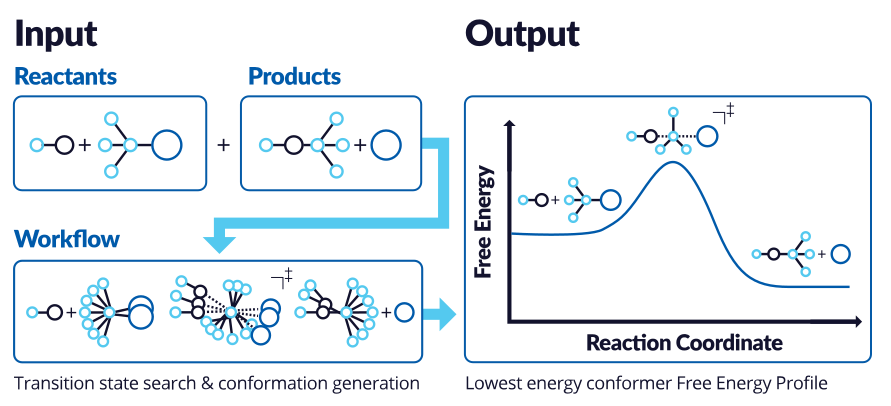 Input
Reactants
Products
+
+
+
Workflow
+
¬‡
+
Transition state search & conformation generation
Output
Free Energy
+
¬‡
+
Reaction Coordinate
Lowest energy conformer Free Energy Profile